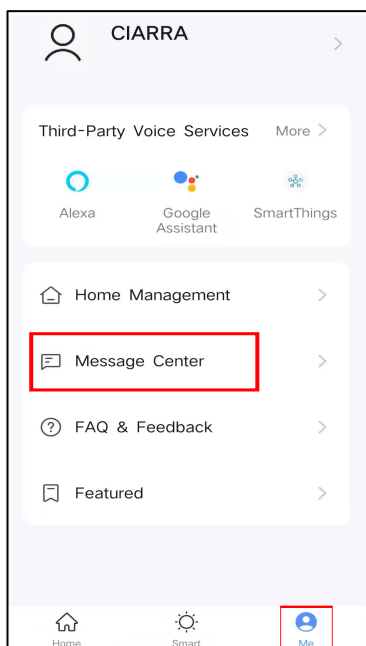 CIARRA
Third-Party Voice Services More
Alexa
Google
Assistant
SmartThings
Home Management
Message Center
FAQ & Feedback
Featured
Home Smart Me